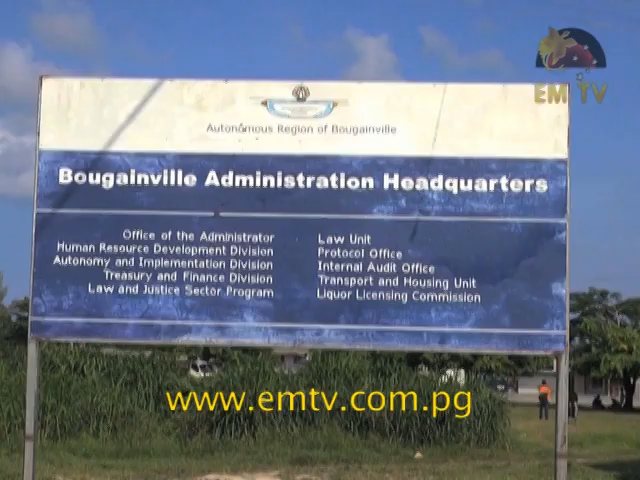 EM TV
Autonomous Region of Bougainville
Bougainville Administration Headquarters
Office of the Administrator
Human Resource Development Division
Autonomy and Implementation Division
Treasury and Finance Division
Law and Justice Sector Program
Law Unit
Protocol Office
Internal Audit Office
Transport and Housing Unit
Liquor Licensing Commission
www.emtv.com.pg